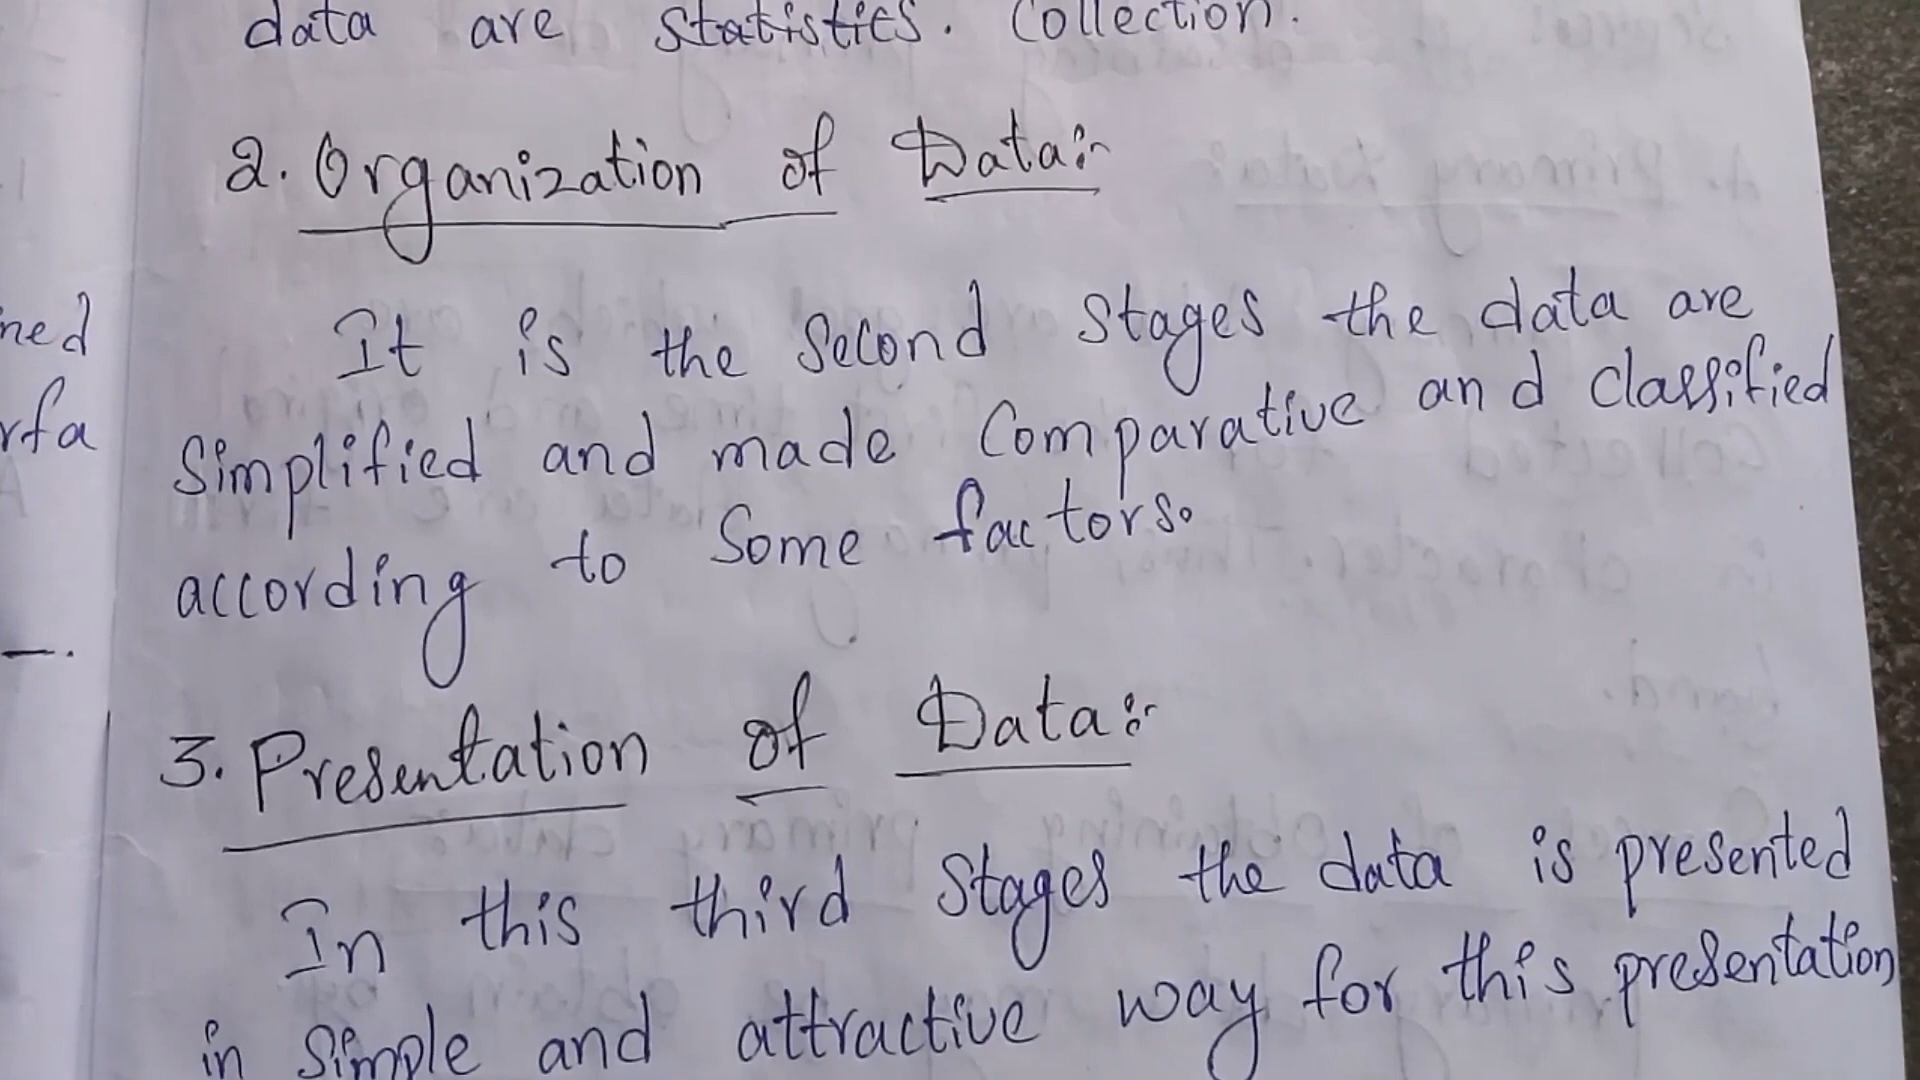 data are Statistics. Collection.
2. Organization of Data:-
It is the Second Stages the data are
Simplified and made Comparative and classified
according to Some factors.
3. Presentation of Data:-
In this third Stages the data is presented
in Simple and attractive way for this presentation
ned
rfa